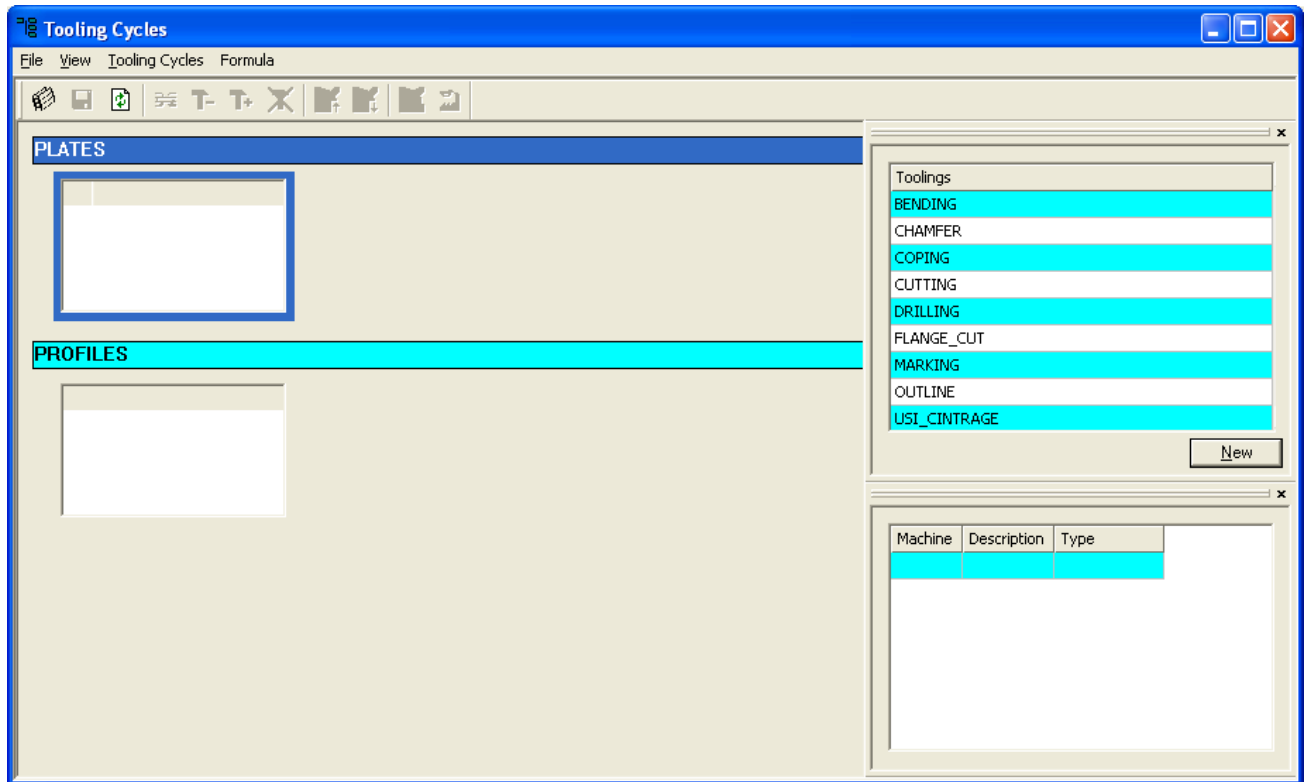 Tooling Cycles
File View Tooling Cycles Formula
PLATES
PROFILES
Toolings
BENDING
CHAMFER
COPING
CUTTING
DRILLING
FLANGE_CUT
MARKING
OUTLINE
USI_CINTRAGE
New
Machine Description Type